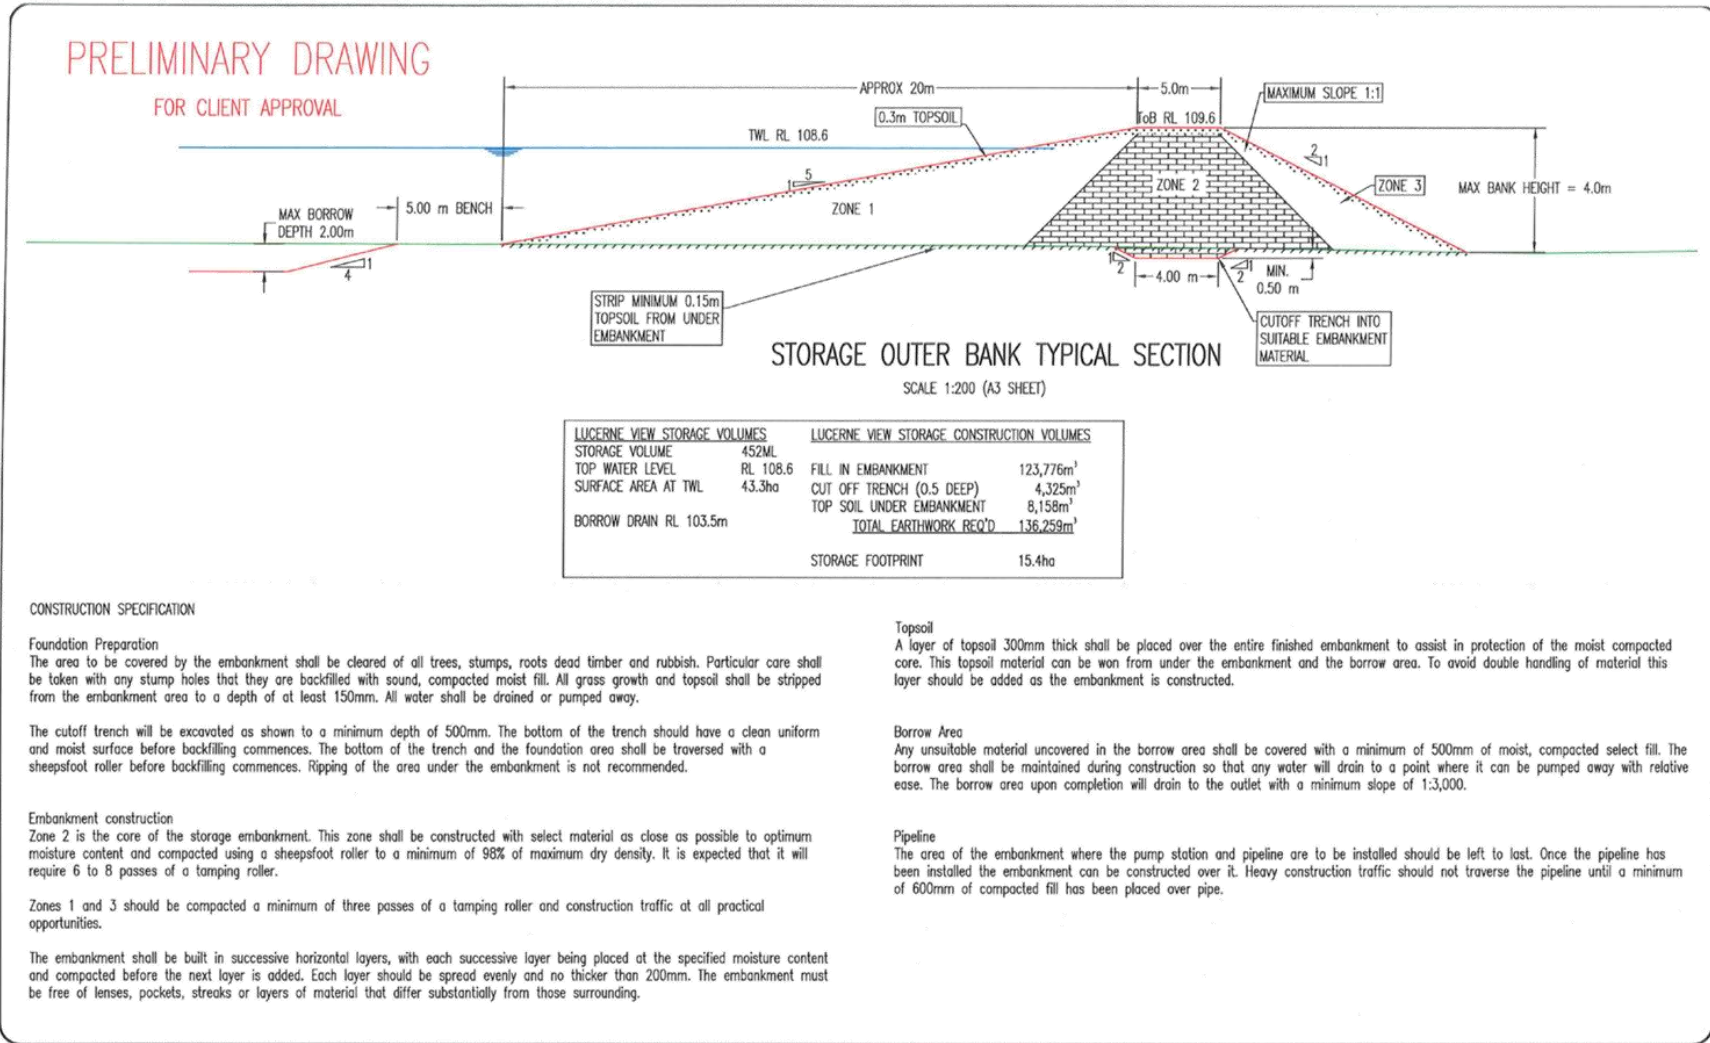 PRELIMINARY DRAWING
FOR CLIENT APPROVAL
APPROX 20m
5.0m
MAXIMUM SLOPE 1:1
0.3m TOPSOIL
ToB RL 109.6
TWL RL 108.6
2
1
5
1
ZONE 2
ZONE 3
MAX BANK HEIGHT = 4.0m
5.00 m BENCH
ZONE 1
MAX BORROW
DEPTH 2.00m
1
4
1
2
4.00 m
1
2
MIN.
0.50 m
STRIP MINIMUM 0.15m
TOPSOIL FROM UNDER
EMBANKMENT
CUTOFF TRENCH INTO
SUITABLE EMBANKMENT
MATERIAL
STORAGE OUTER BANK TYPICAL SECTION
SCALE 1:200 (A3 SHEET)
LUCERNE VIEW STORAGE VOLUMES
STORAGE VOLUME 452ML
TOP WATER LEVEL RL 108.6
SURFACE AREA AT TWL 43.3ha
BORROW DRAIN RL 103.5m
LUCERNE VIEW STORAGE CONSTRUCTION VOLUMES
FILL IN EMBANKMENT 123,776m³
CUT OFF TRENCH (0.5 DEEP) 4,325m³
TOP SOIL UNDER EMBANKMENT 8,158m³
TOTAL EARTHWORK REQ'D 136,259m³
STORAGE FOOTPRINT 15.4ha
CONSTRUCTION SPECIFICATION
Foundation Preparation
The area to be covered by the embankment shall be cleared of all trees, stumps, roots dead timber and rubbish. Particular care shall
be taken with any stump holes that they are backfilled with sound, compacted moist fill. All grass growth and topsoil shall be stripped
from the embankment area to a depth of at least 150mm. All water shall be drained or pumped away.
The cutoff trench will be excavated as shown to a minimum depth of 500mm. The bottom of the trench should have a clean uniform
and moist surface before backfilling commences. The bottom of the trench and the foundation area shall be traversed with a
sheepsfoot roller before backfilling commences. Ripping of the area under the embankment is not recommended.
Embankment construction
Zone 2 is the core of the storage embankment. This zone shall be constructed with select material as close as possible to optimum
moisture content and compacted using a sheepsfoot roller to a minimum of 98% of maximum dry density. It is expected that it will
require 6 to 8 passes of a tamping roller.
Zones 1 and 3 should be compacted a minimum of three passes of a tamping roller and construction traffic at all practical
opportunities.
The embankment shall be built in successive horizontal layers, with each successive layer being placed at the specified moisture content
and compacted before the next layer is added. Each layer should be spread evenly and no thicker than 200mm. The embankment must
be free of lenses, pockets, streaks or layers of material that differ substantially from those surrounding.
Topsoil
A layer of topsoil 300mm thick shall be placed over the entire finished embankment to assist in protection of the moist compacted
core. This topsoil material can be won from under the embankment and the borrow area. To avoid double handling of material this
layer should be added as the embankment is constructed.
Borrow Area
Any unsuitable material uncovered in the borrow area shall be covered with a minimum of 500mm of moist, compacted select fill. The
borrow area shall be maintained during construction so that any water will drain to a point where it can be pumped away with relative
ease. The borrow area upon completion will drain to the outlet with a minimum slope of 1:3,000.
Pipeline
The area of the embankment where the pump station and pipeline are to be installed should be left to last. Once the pipeline has
been installed the embankment can be constructed over it. Heavy construction traffic should not traverse the pipeline until a minimum
of 600mm of compacted fill has been placed over pipe.